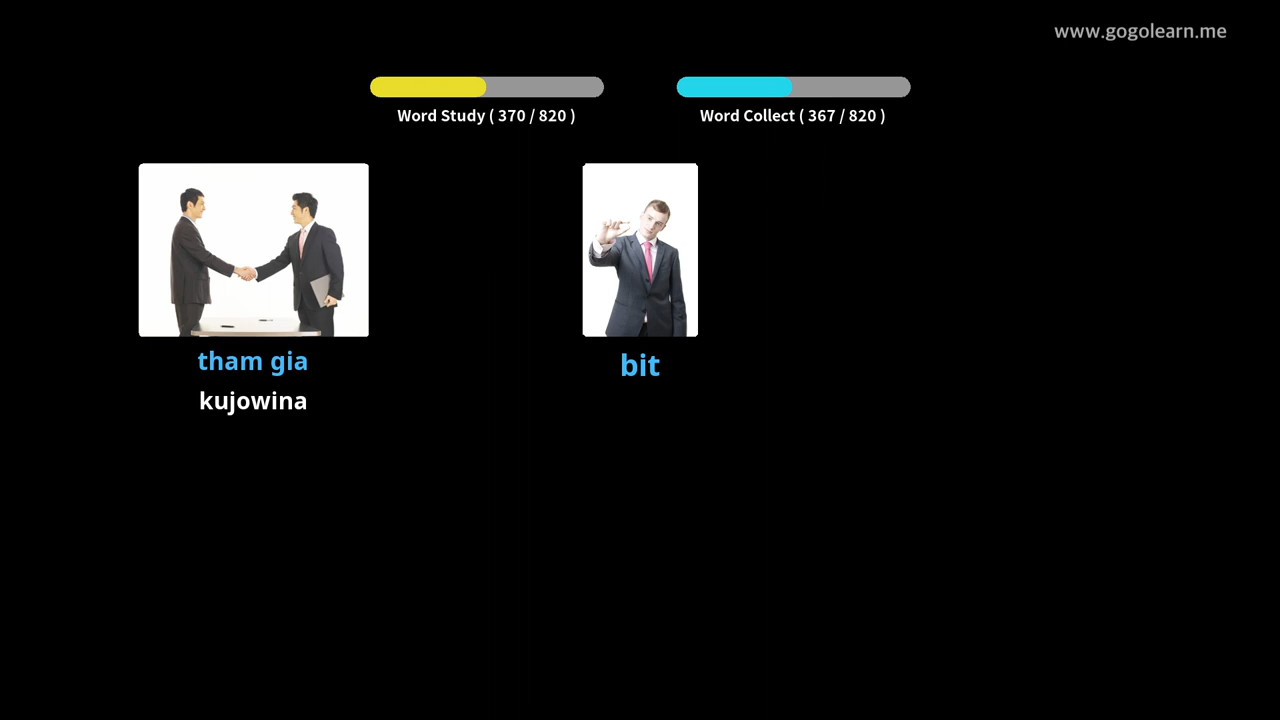 www.gogolearn.me
Word Study ( 370 / 820 )
Word Collect ( 367 / 820 )
tham gia
kujowina
bit